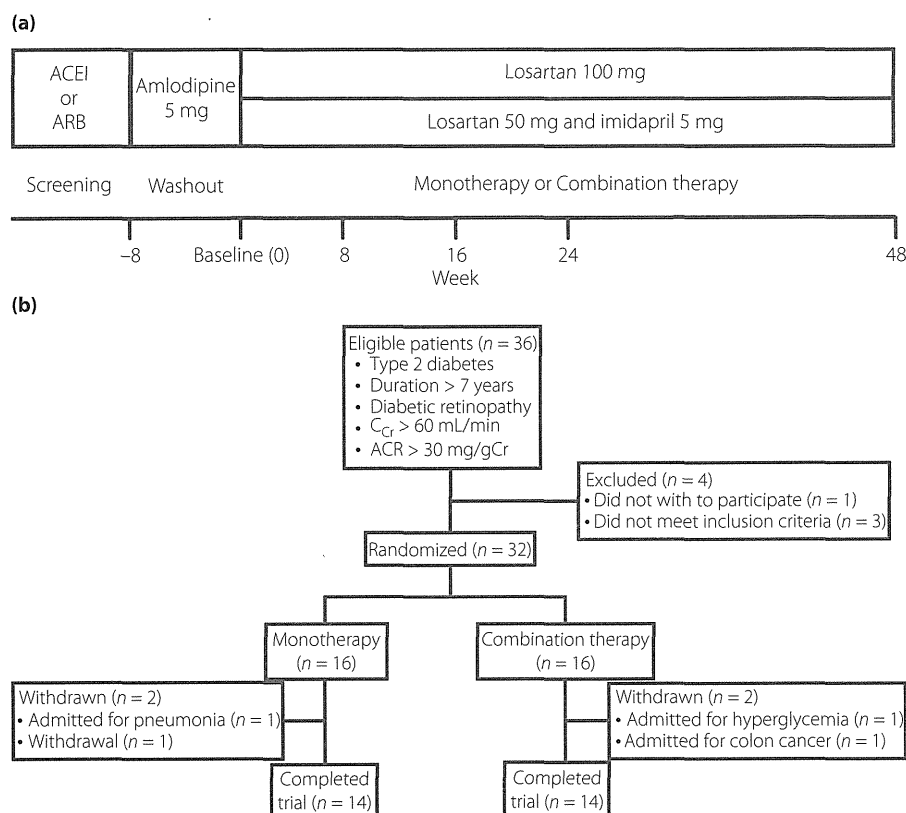 (a)
ACEI
or
ARB
Amlodipine
5 mg
Losartan 100 mg
Losartan 50 mg and imidapril 5 mg
Screening
Washout
Monotherapy or Combination therapy
–8
Baseline (0)
8
16
24
48
Week
(b)
Eligible patients (n = 36)
• Type 2 diabetes
• Duration > 7 years
• Diabetic retinopathy
• CCr > 60 mL/min
• ACR > 30 mg/gCr
Excluded (n = 4)
• Did not with to participate (n = 1)
• Did not meet inclusion criteria (n = 3)
Randomized (n = 32)
Monotherapy
(n = 16)
Combination therapy
(n = 16)
Withdrawn (n = 2)
• Admitted for pneumonia (n = 1)
• Withdrawal (n = 1)
Withdrawn (n = 2)
• Admitted for hyperglycemia (n = 1)
• Admitted for colon cancer (n = 1)
Completed
trial (n = 14)
Completed
trial (n = 14)